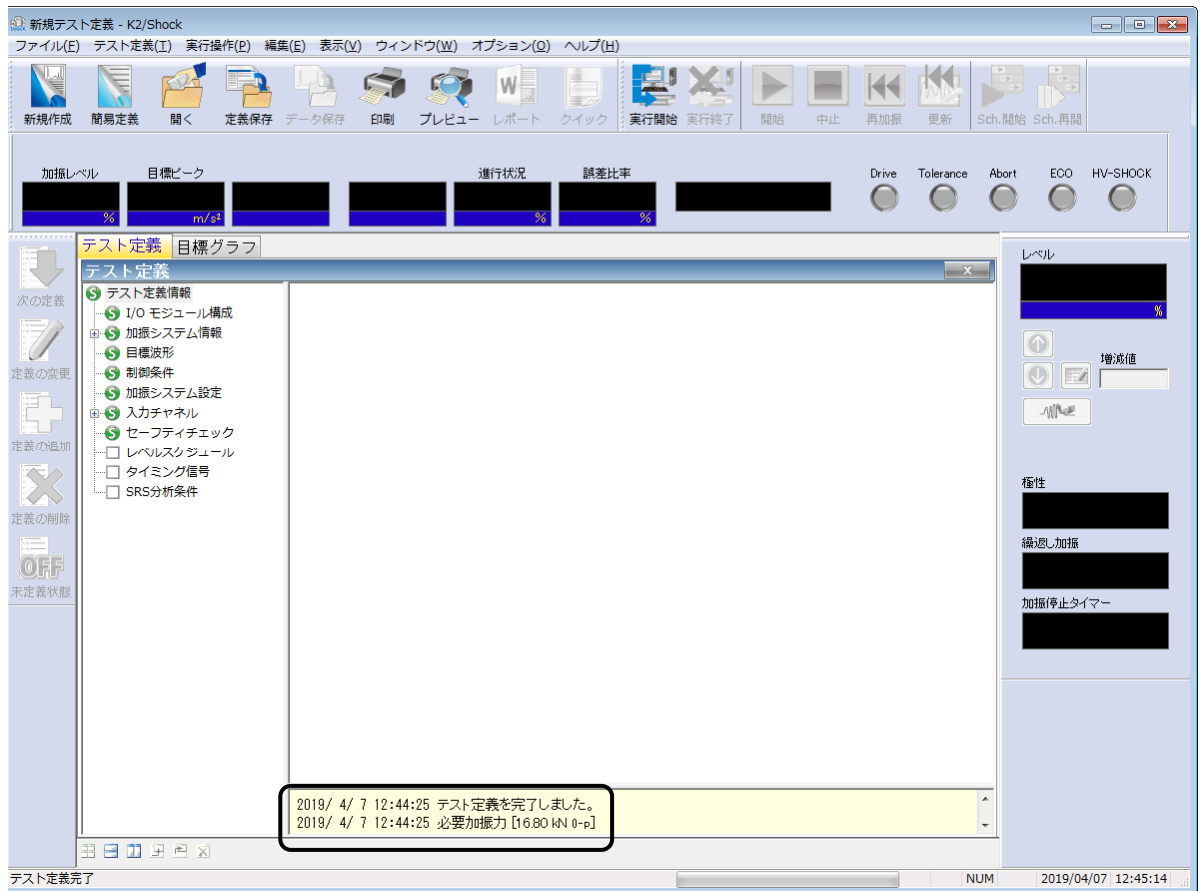 新規テスト定義 - K2/Shock
ファイル(F) テスト定義(T) 実行操作(P) 編集(E) 表示(V) ウィンドウ(W) オプション(O) ヘルプ(H)
新規作成 簡易定義 開く 定義保存 データ保存 印刷 プレビュー レポート クイック 実行開始 実行終了 開始 中止 再加振 更新 Sch.開始 Sch.再開
加振レベル 目標ピーク 進行状況 誤差比率 Drive Tolerance Abort ECO HV-SHOCK
% m/s² % %
テスト定義 目標グラフ
テスト定義
次の定義
定義の変更
定義の追加
定義の削除
OFF
未定義状態
テスト定義情報
I/O モジュール構成
加振システム情報
目標波形
制御条件
加振システム設定
入力チャネル
セーフティチェック
レベルスケジュール
タイミング信号
SRS分析条件
レベル
%
増減値
極性
繰返し加振
加振停止タイマー
2019/ 4/ 7 12:44:25 テスト定義を完了しました。
2019/ 4/ 7 12:44:25 必要加振力 [16.80 kN 0-p]
テスト定義完了 NUM 2019/04/07 12:45:14